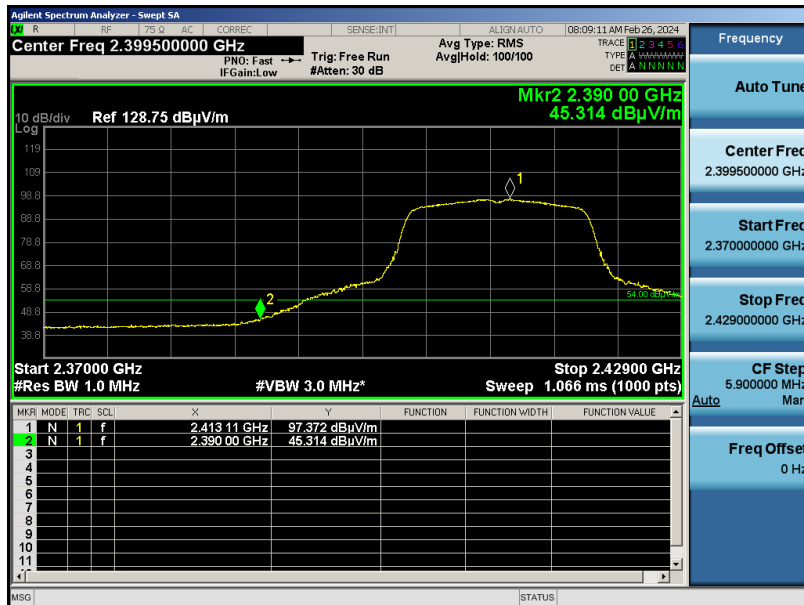 Agilent Spectrum Analyzer - Swept SA
LXI R RF 75 Ω AC CORREC SENSE:INT ALIGN AUTO 08:09:11 AM Feb 26, 2024
Center Freq 2.399500000 GHz
PNO: Fast
IFGain:Low
Trig: Free Run
#Atten: 30 dB
Avg Type: RMS
Avg|Hold: 100/100
TRACE 1 2 3 4 5 6
TYPE A WWWWW
DET A N N N N N
Mkr2 2.390 00 GHz
45.314 dBµV/m
10 dB/div Ref 128.75 dBµV/m
Log
119
109
98.8
88.8
78.8
68.8
58.8
48.8
38.8
1
2
54.00 dBµV/m
Start 2.37000 GHz Stop 2.42900 GHz
#Res BW 1.0 MHz #VBW 3.0 MHz* Sweep 1.066 ms (1000 pts)
MKR MODE TRC SCL X Y FUNCTION FUNCTION WIDTH FUNCTION VALUE
1 N 1 f 2.413 11 GHz 97.372 dBµV/m
2 N 1 f 2.390 00 GHz 45.314 dBµV/m
3
4
5
6
7
8
9
10
11
MSG STATUS
Frequency
Auto Tune
Center Freq
2.399500000 GHz
Start Freq
2.370000000 GHz
Stop Freq
2.429000000 GHz
CF Step
5.900000 MHz
Auto Man
Freq Offset
0 Hz